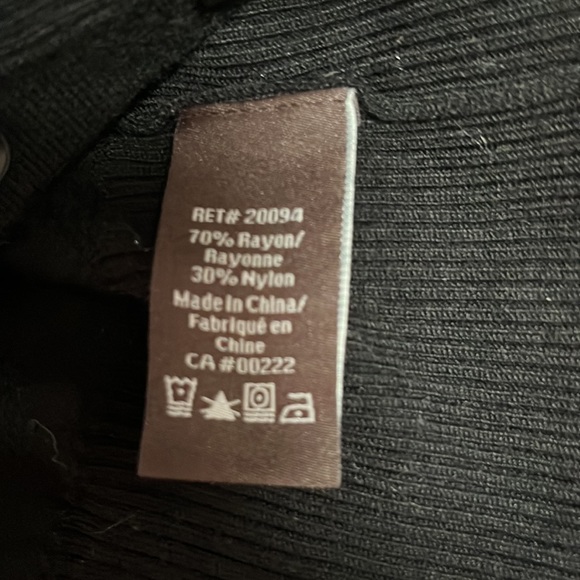 RET# 20094
70% Rayon/
Rayonne
30% Nylon
Made in China/
Fabriqué en
Chine
CA #00222